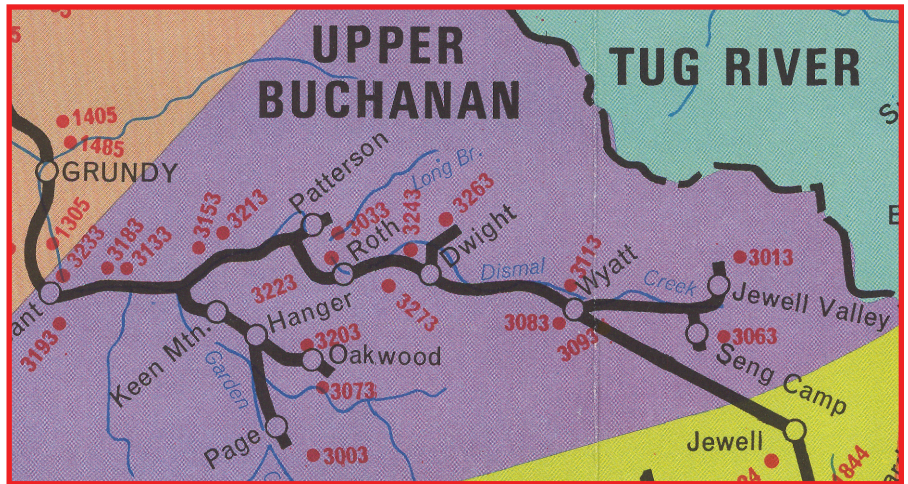 UPPER
BUCHANAN
TUG RIVER
1405
1485
GRUNDY
1305
3233
3183
3133
3153
3213
Patterson
Long Br.
3033
3243
3263
Roth
Dwight
3223
3273
Dismal
3113
Wyatt
Creek
3013
Jewell Valley
3083
3093
3063
Seng Camp
3193
Keen Mtn.
Hanger
3203
Oakwood
Garden
3073
Page
3003
Jewell
1844